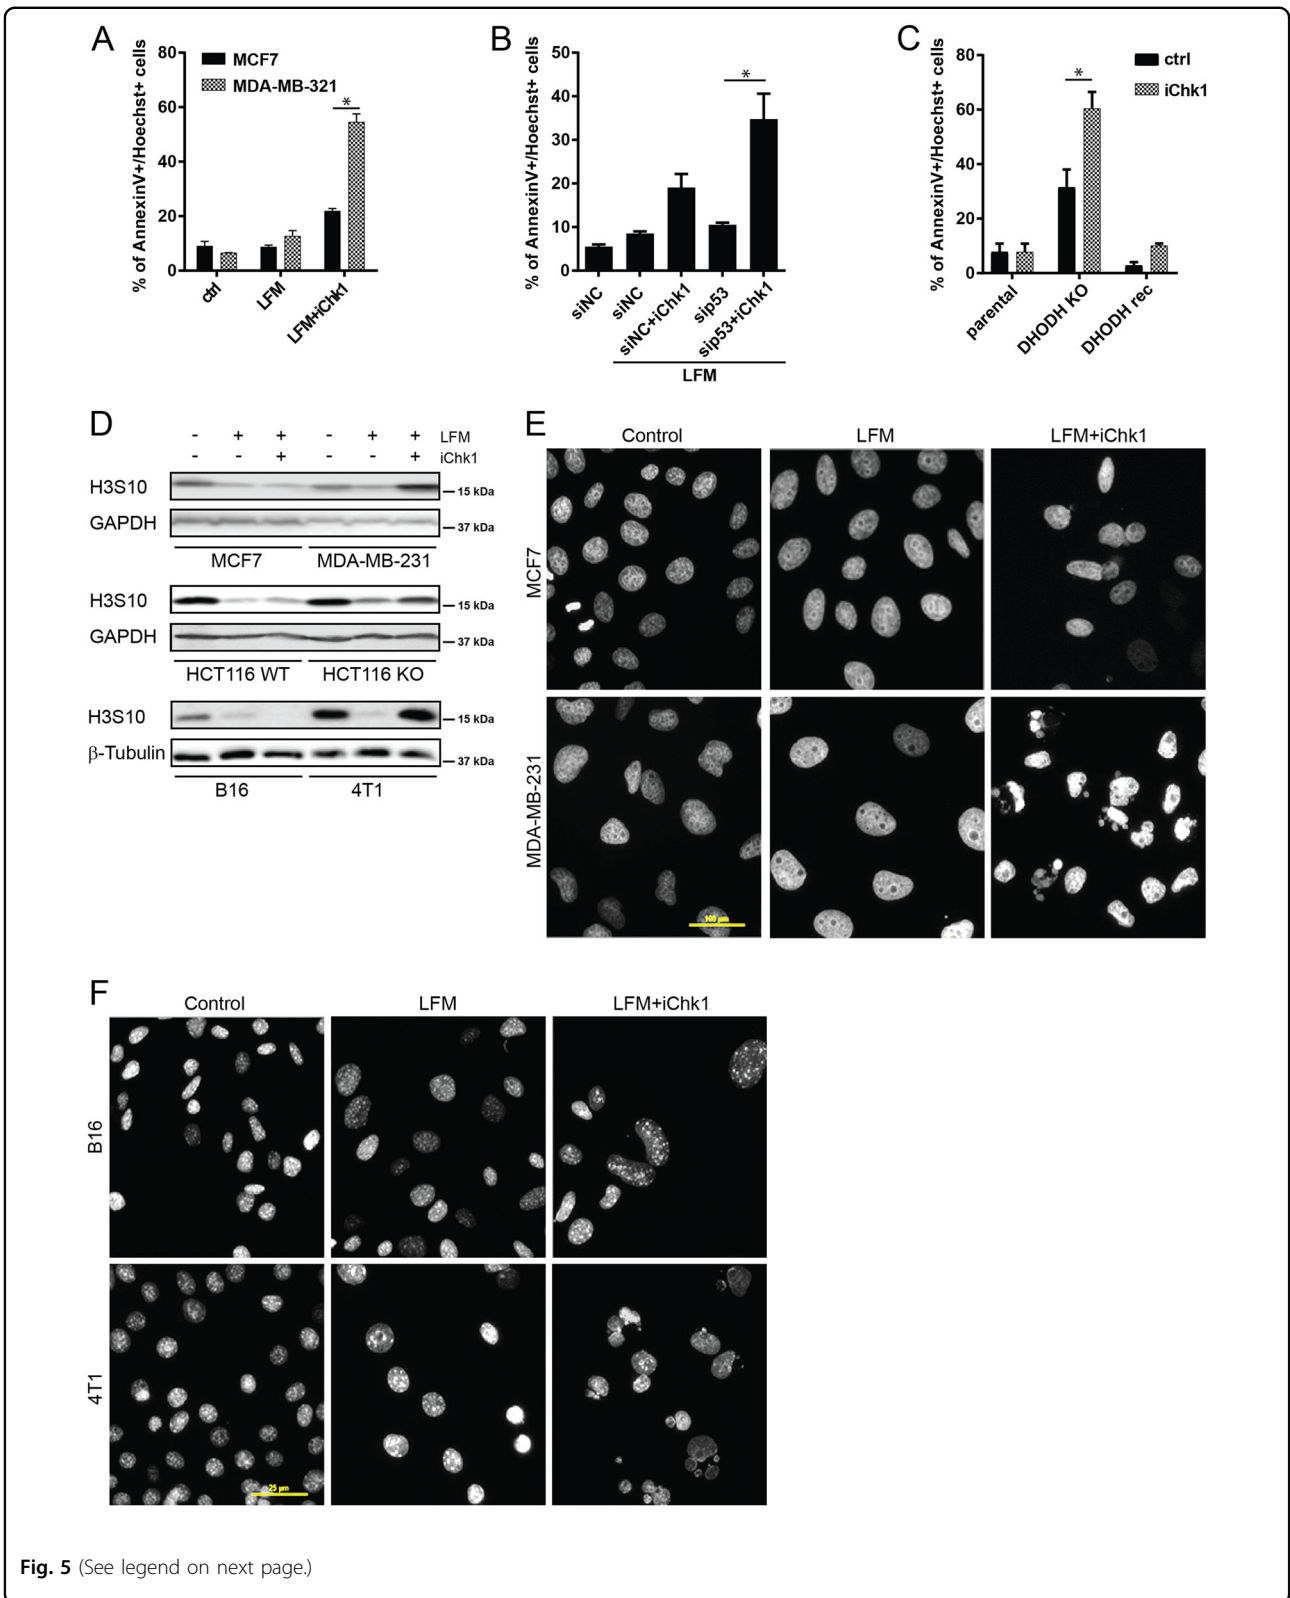 A
% of AnnexinV+/Hoechst+ cells
80
60
40
20
0
MCF7
MDA-MB-321
*
ctrl
LFM
LFM+iChk1
B
% of AnnexinV+/Hoechst+ cells
50
40
30
20
10
0
*
siNC
siNC
siNC+iChk1
sip53
sip53+iChk1
LFM
C
% of AnnexinV+/Hoechst+ cells
80
60
40
20
0
*
ctrl
iChk1
parental
DHODH KO
DHODH rec
D
- + + - + + LFM
- - + - - + iChk1
H3S10
15 kDa
GAPDH
37 kDa
MCF7 MDA-MB-231
H3S10
15 kDa
GAPDH
37 kDa
HCT116 WT HCT116 KO
H3S10
15 kDa
β-Tubulin
37 kDa
B16 4T1
E
Control LFM LFM+iChk1
MCF7
MDA-MB-231
100 µm
F
Control LFM LFM+iChk1
B16
4T1
25 µm
Fig. 5 (See legend on next page.)